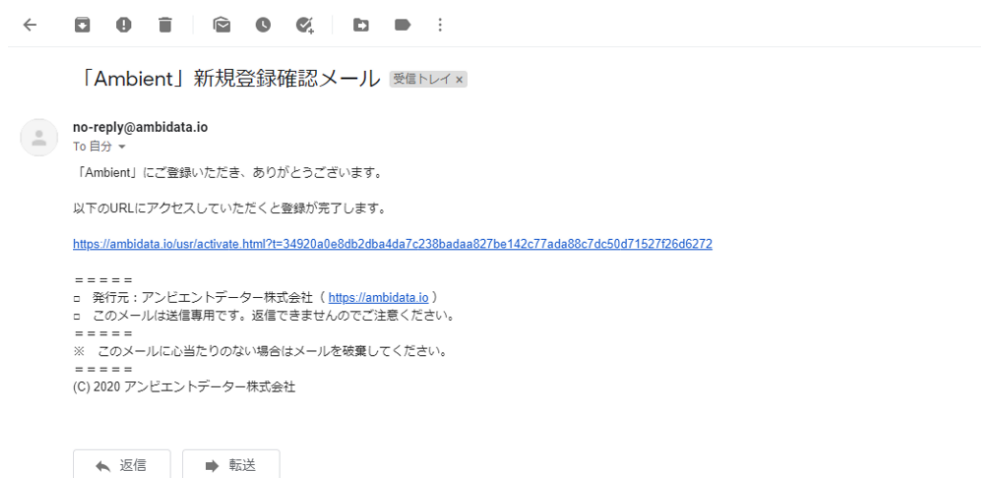 「Ambient」新規登録確認メール 受信トレイ ×
no-reply@ambidata.io
To 自分
「Ambient」にご登録いただき、ありがとうございます。
以下のURLにアクセスしていただくと登録が完了します。
https://ambidata.io/usr/activate.html?t=34920a0e8db2dba4da7c238badaa827be142c77ada88c7dc50d71527f26d6272
=====
□ 発行元：アンビエントデーター株式会社（ https://ambidata.io ）
□ このメールは送信専用です。返信できませんのでご注意ください。
=====
※ このメールに心当たりのない場合はメールを破棄してください。
=====
(C) 2020 アンビエントデーター株式会社
返信 転送